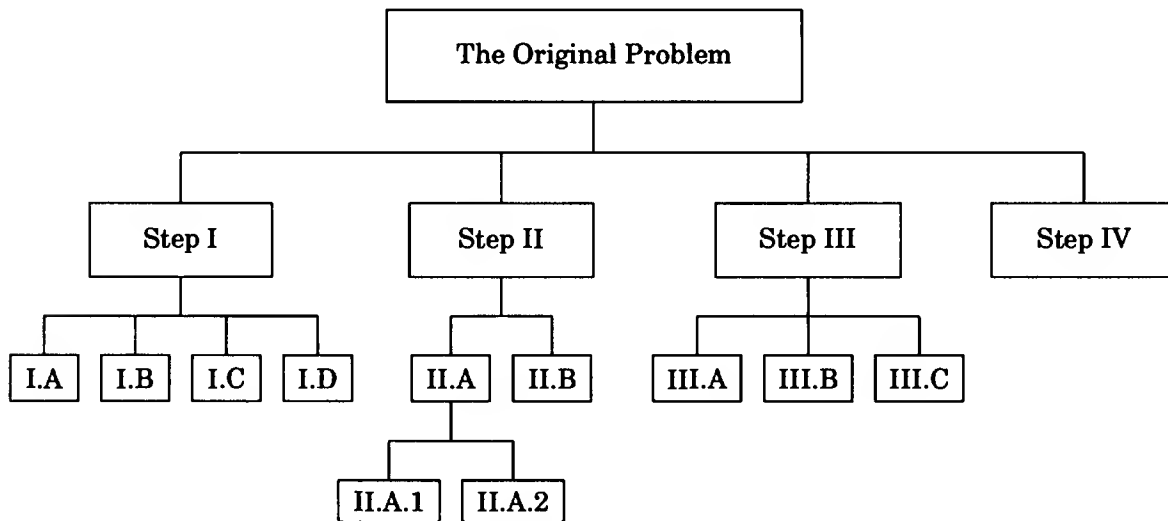 The Original Problem
Step I
Step II
Step III
Step IV
I.A
I.B
I.C
I.D
II.A
II.B
III.A
III.B
III.C
II.A.1
II.A.2